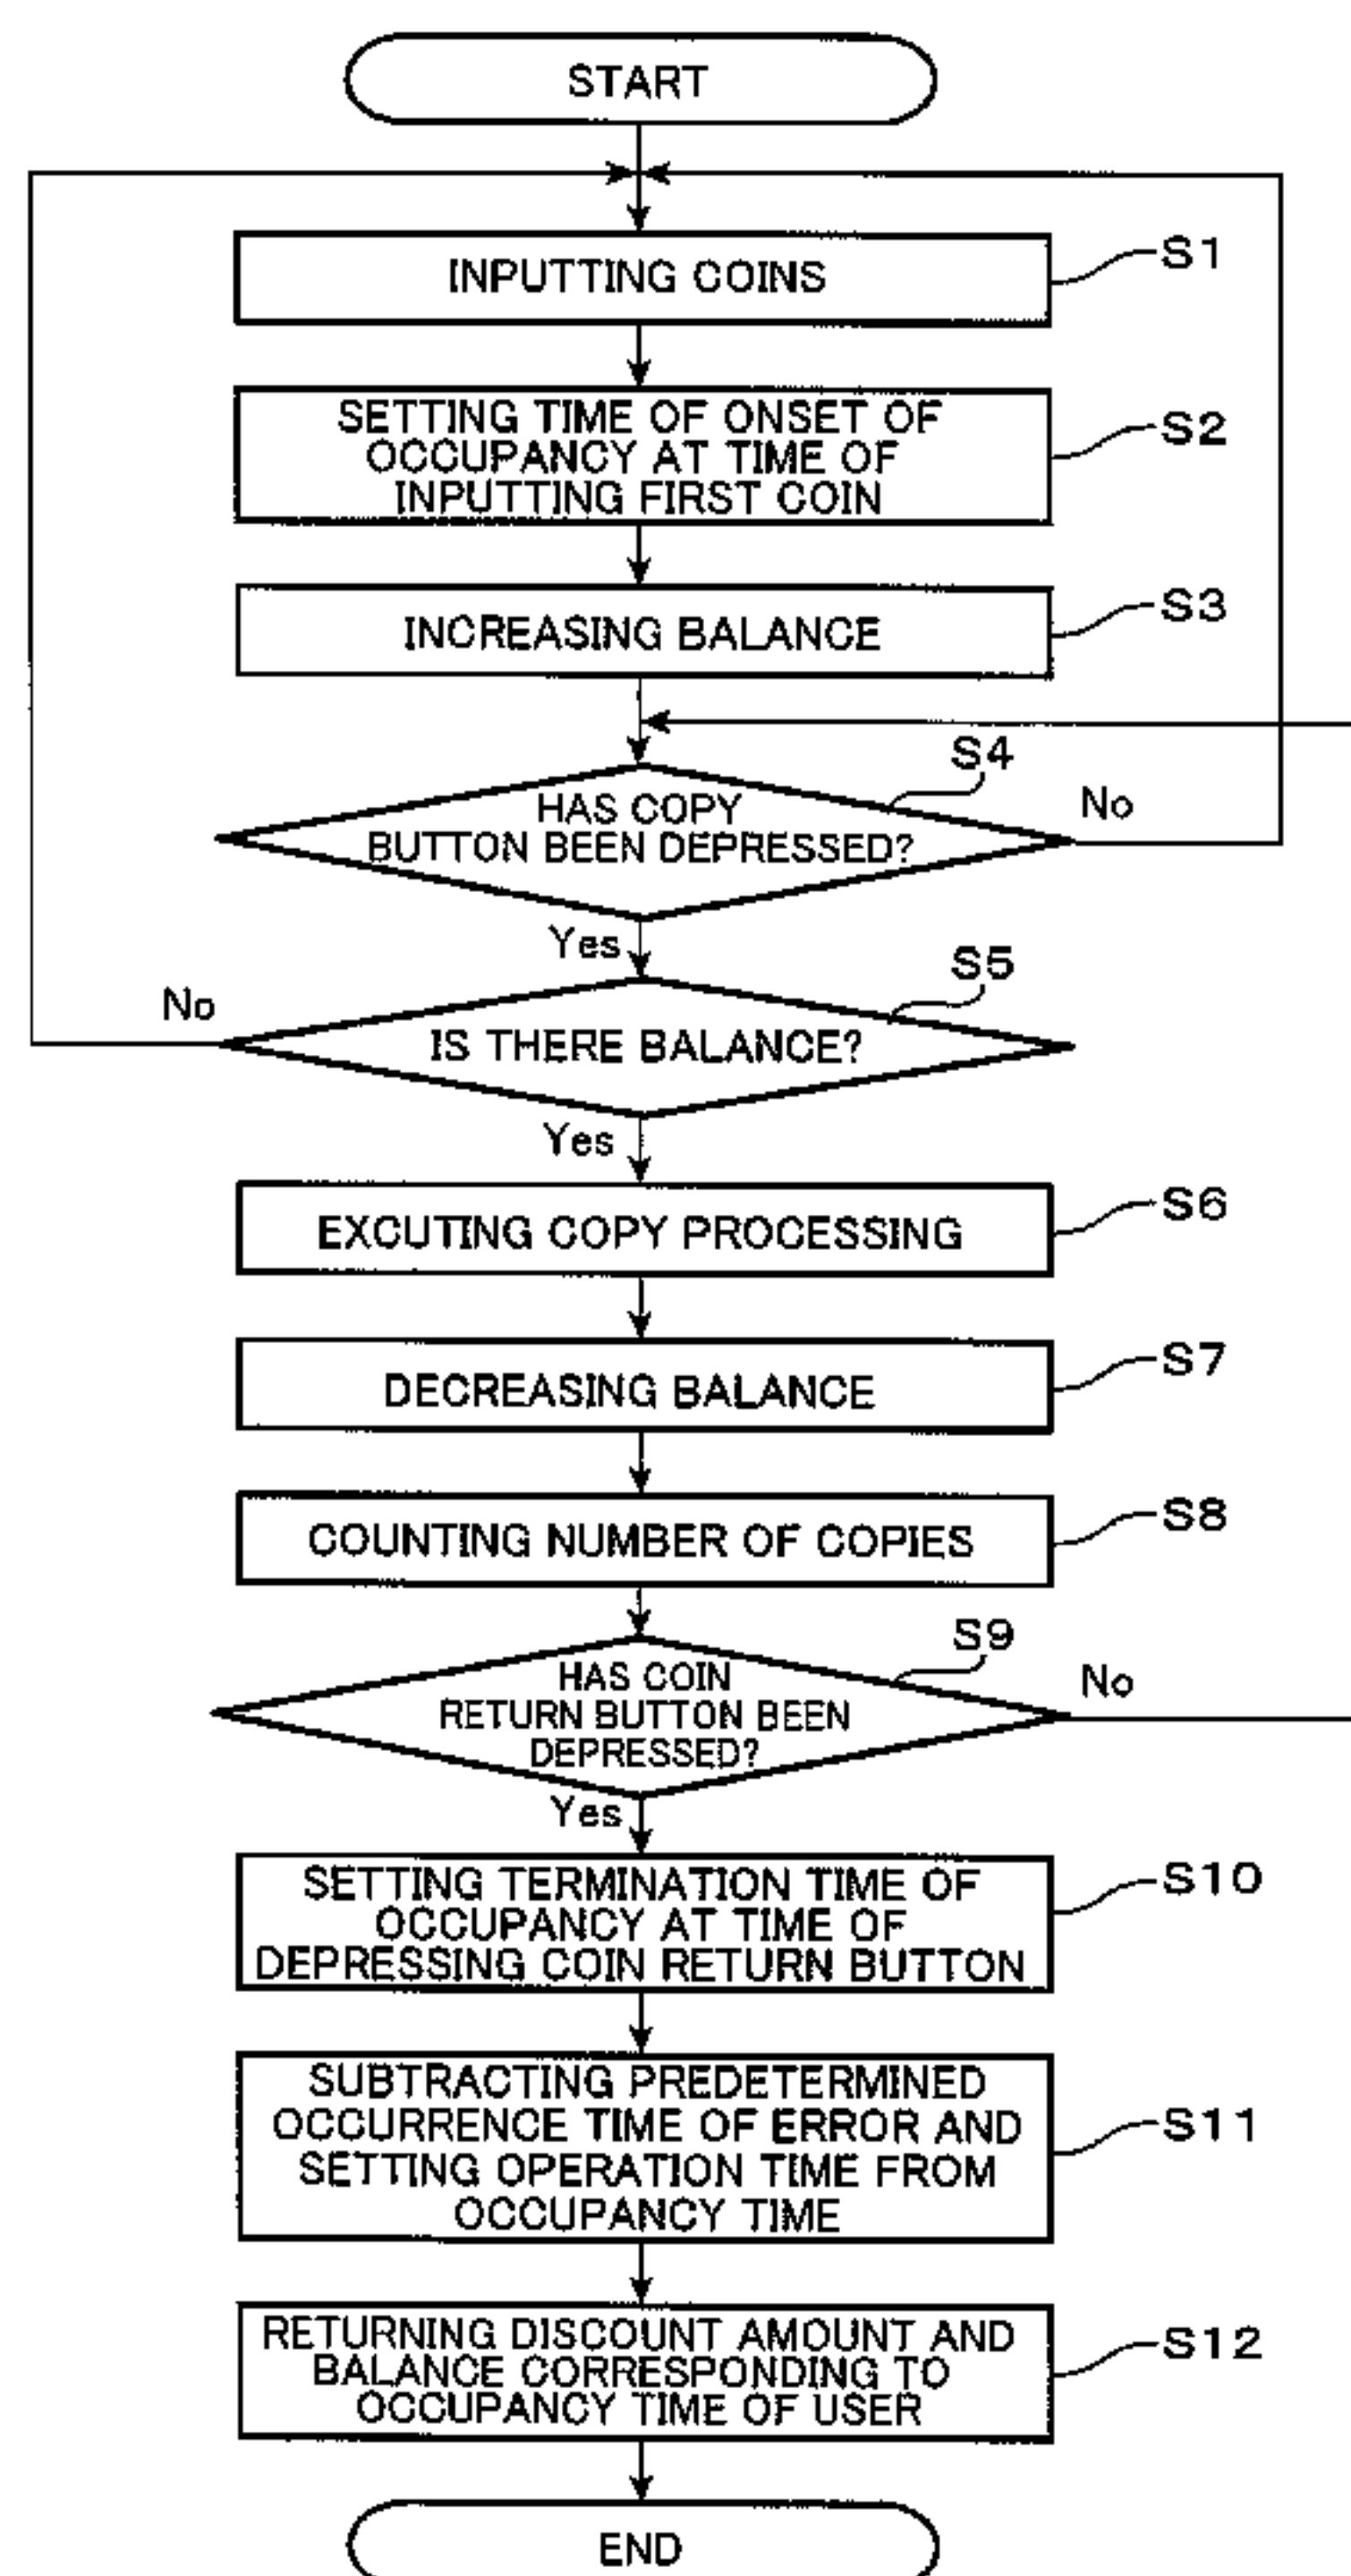 START
INPUTTING COINS
S1
SETTING TIME OF ONSET OF
OCCUPANCY AT TIME OF
INPUTTING FIRST COIN
S2
INCREASING BALANCE
S3
HAS COPY
BUTTON BEEN DEPRESSED?
S4
No
Yes
IS THERE BALANCE?
S5
No
Yes
EXCUTING COPY PROCESSING
S6
DECREASING BALANCE
S7
COUNTING NUMBER OF COPIES
S8
HAS COIN
RETURN BUTTON BEEN
DEPRESSED?
S9
No
Yes
SETTING TERMINATION TIME OF
OCCUPANCY AT TIME OF
DEPRESSING COIN RETURN BUTTON
S10
SUBTRACTING PREDETERMINED
OCCURRENCE TIME OF ERROR AND
SETTING OPERATION TIME FROM
OCCUPANCY TIME
S11
RETURNING DISCOUNT AMOUNT AND
BALANCE CORRESPONDING TO
OCCUPANCY TIME OF USER
S12
END